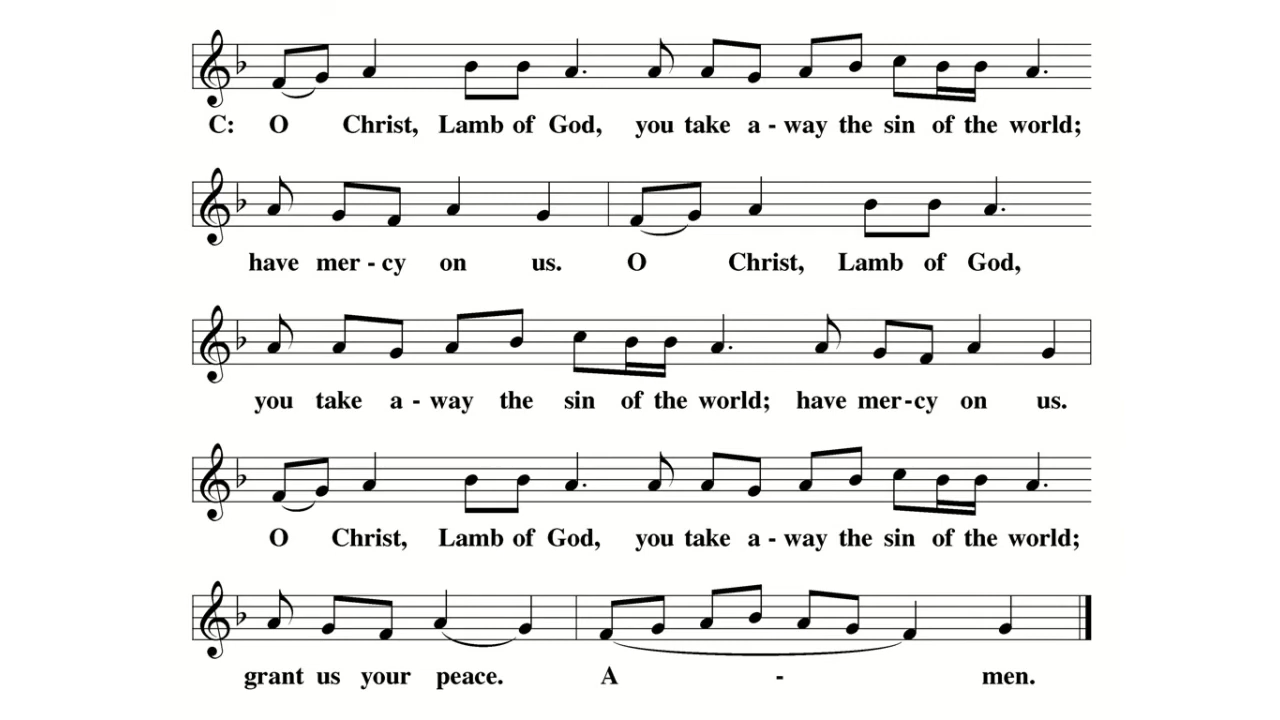 C: O Christ, Lamb of God, you take a - way the sin of the world;
have mer - cy on us. O Christ, Lamb of God,
you take a - way the sin of the world; have mer - cy on us.
O Christ, Lamb of God, you take a - way the sin of the world;
grant us your peace. A - men.